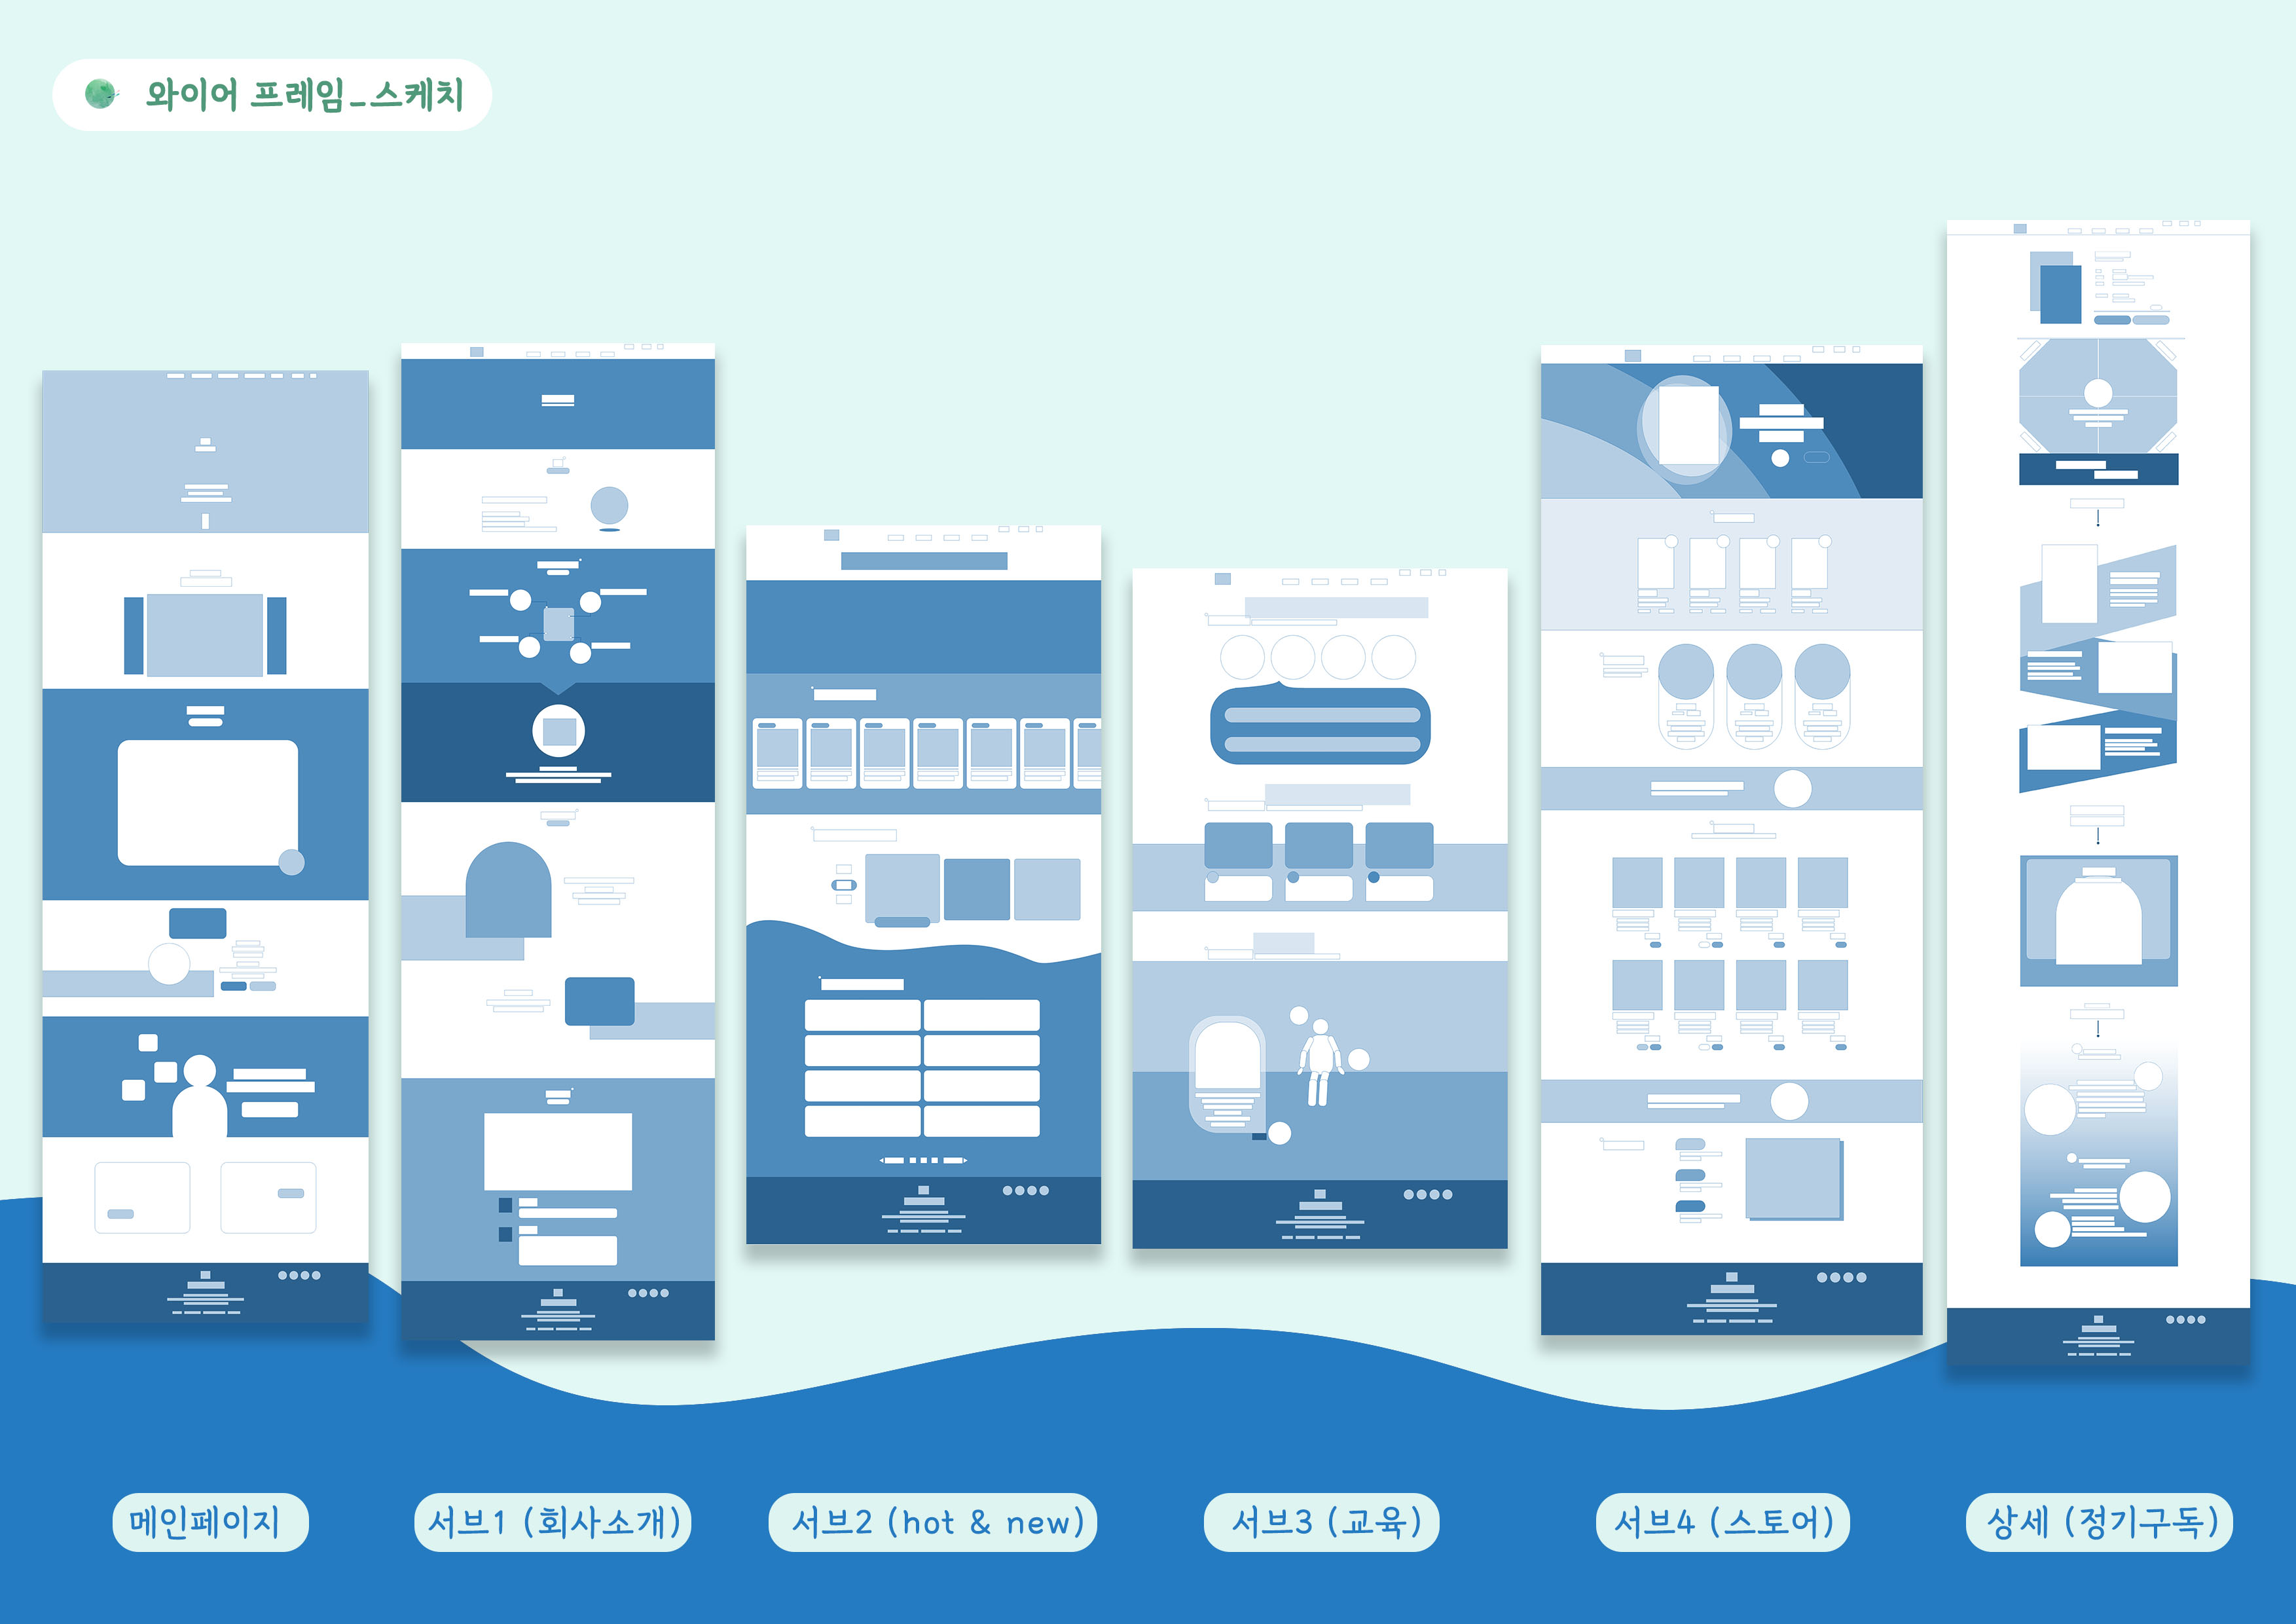 와이어 프레임_스케치
메인페이지
서브1 (회사소개)
서브2 (hot & new)
서브3 (교육)
서브4 (스토어)
상세 (정기구독)